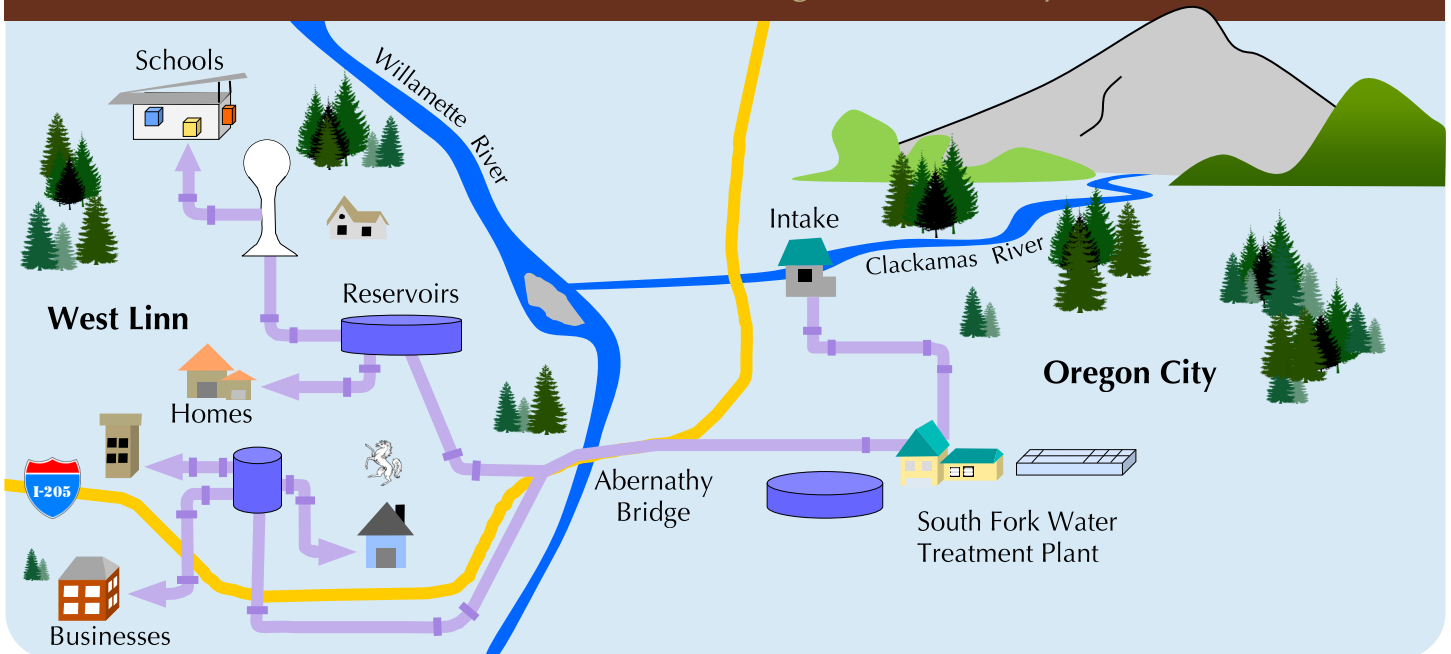 Schools
Willamette River
Intake
Clackamas River
Reservoirs
West Linn
Oregon City
Homes
I-205
Abernathy
Bridge
South Fork Water
Treatment Plant
Businesses